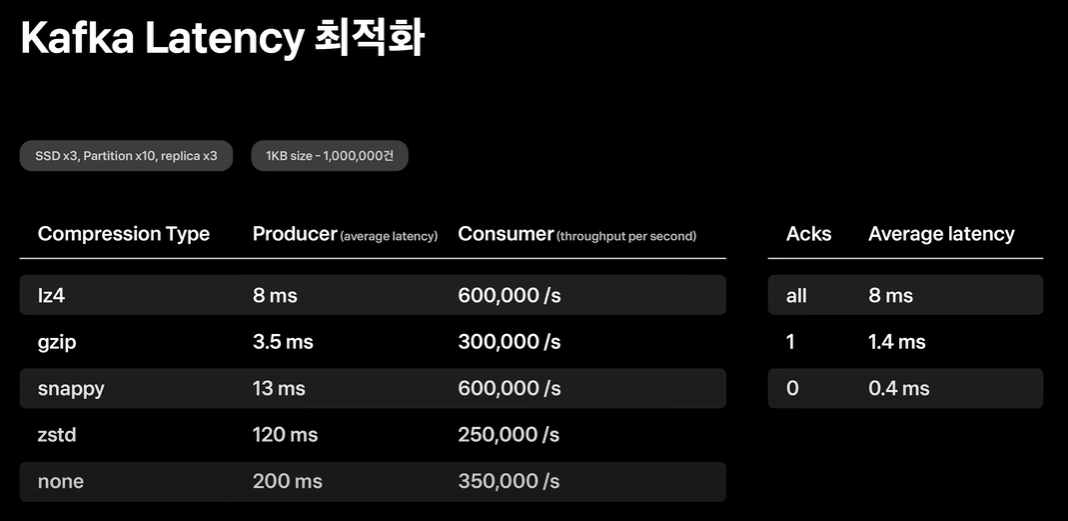 Kafka Latency 최적화
SSD x3, Partition x10, replica x3 1KB size - 1,000,000건
Compression Type Producer (average latency) Consumer (throughput per second)
lz4 8 ms 600,000 /s
gzip 3.5 ms 300,000 /s
snappy 13 ms 600,000 /s
zstd 120 ms 250,000 /s
none 200 ms 350,000 /s
Acks Average latency
all 8 ms
1 1.4 ms
0 0.4 ms